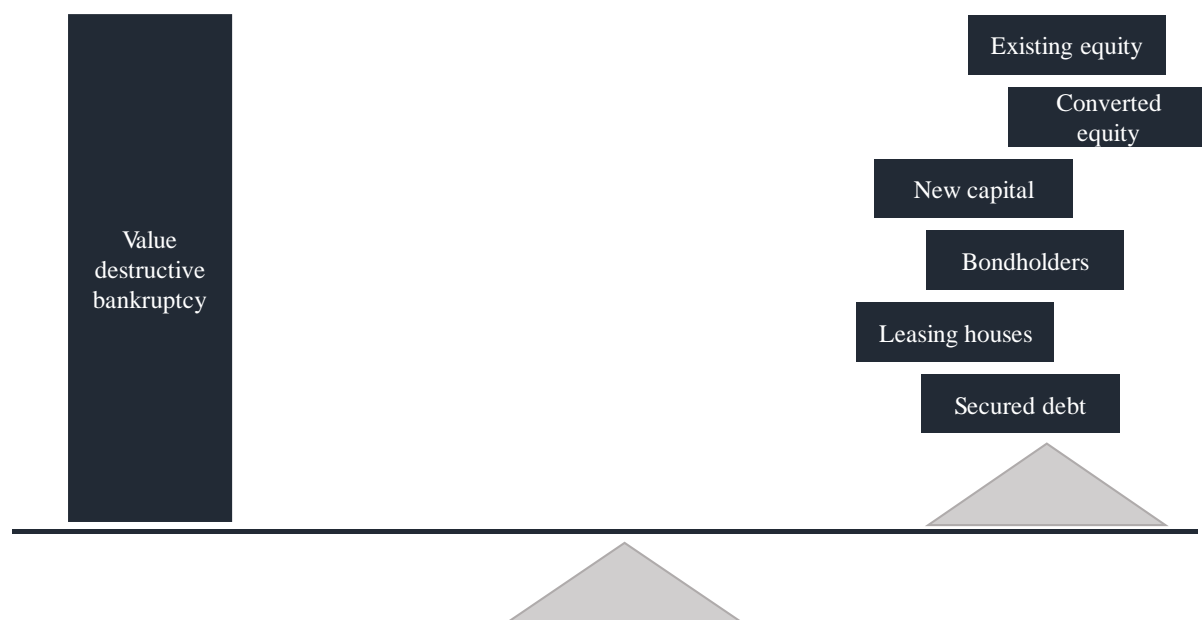 Existing equity
Converted
equity
New capital
Value
destructive
bankruptcy
Bondholders
Leasing houses
Secured debt